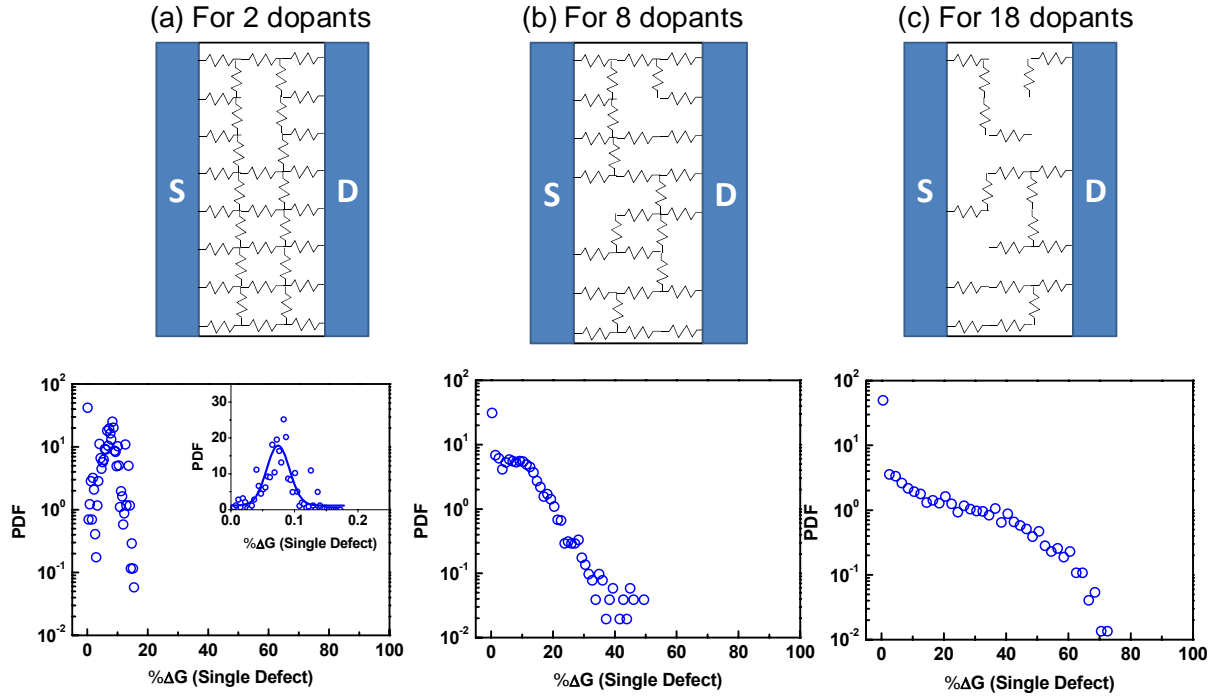 (a) For 2 dopants
(b) For 8 dopants
(c) For 18 dopants
S
D
S
D
S
D
10^2
10^1
10^0
10^-1
10^-2
PDF
0 20 40 60 80 100
%ΔG (Single Defect)
30
20
10
0
PDF
0.0 0.1 0.2
%ΔG (Single Defect)
10^2
10^1
10^0
10^-1
10^-2
PDF
0 20 40 60 80 100
%ΔG (Single Defect)
10^2
10^1
10^0
10^-1
10^-2
PDF
0 20 40 60 80 100
%ΔG (Single Defect)